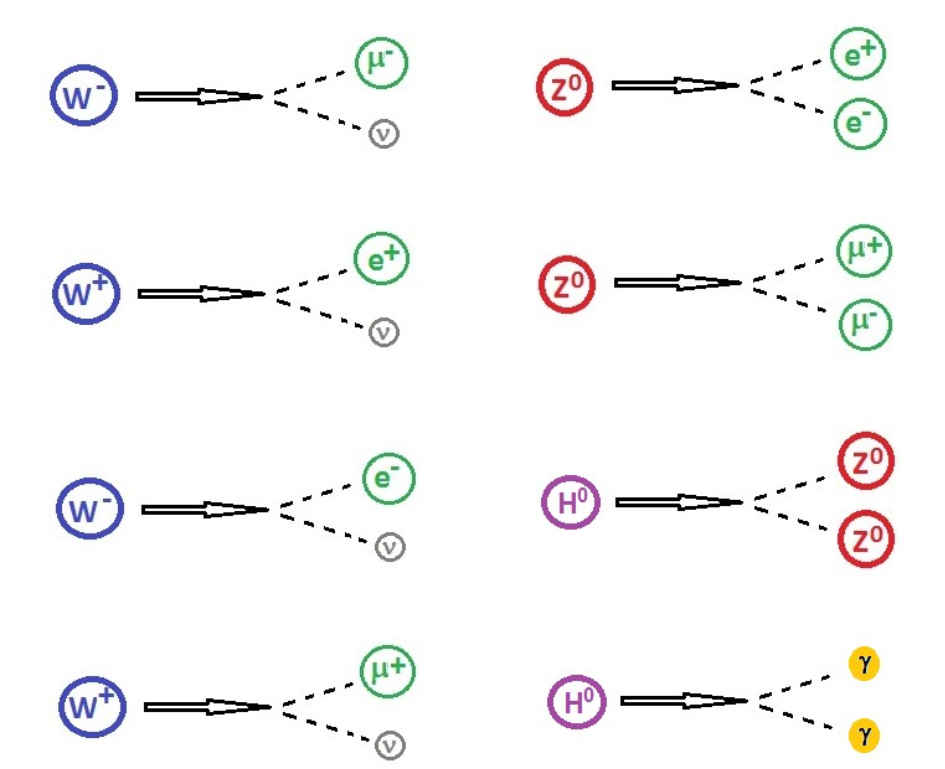 W⁻ μ⁻ ν
Z⁰ e⁺ e⁻
W⁺ e⁺ ν
Z⁰ μ+ μ⁻
W⁻ e⁻ ν
H⁰ Z⁰ Z⁰
W⁺ μ+ ν
H⁰ γ γ